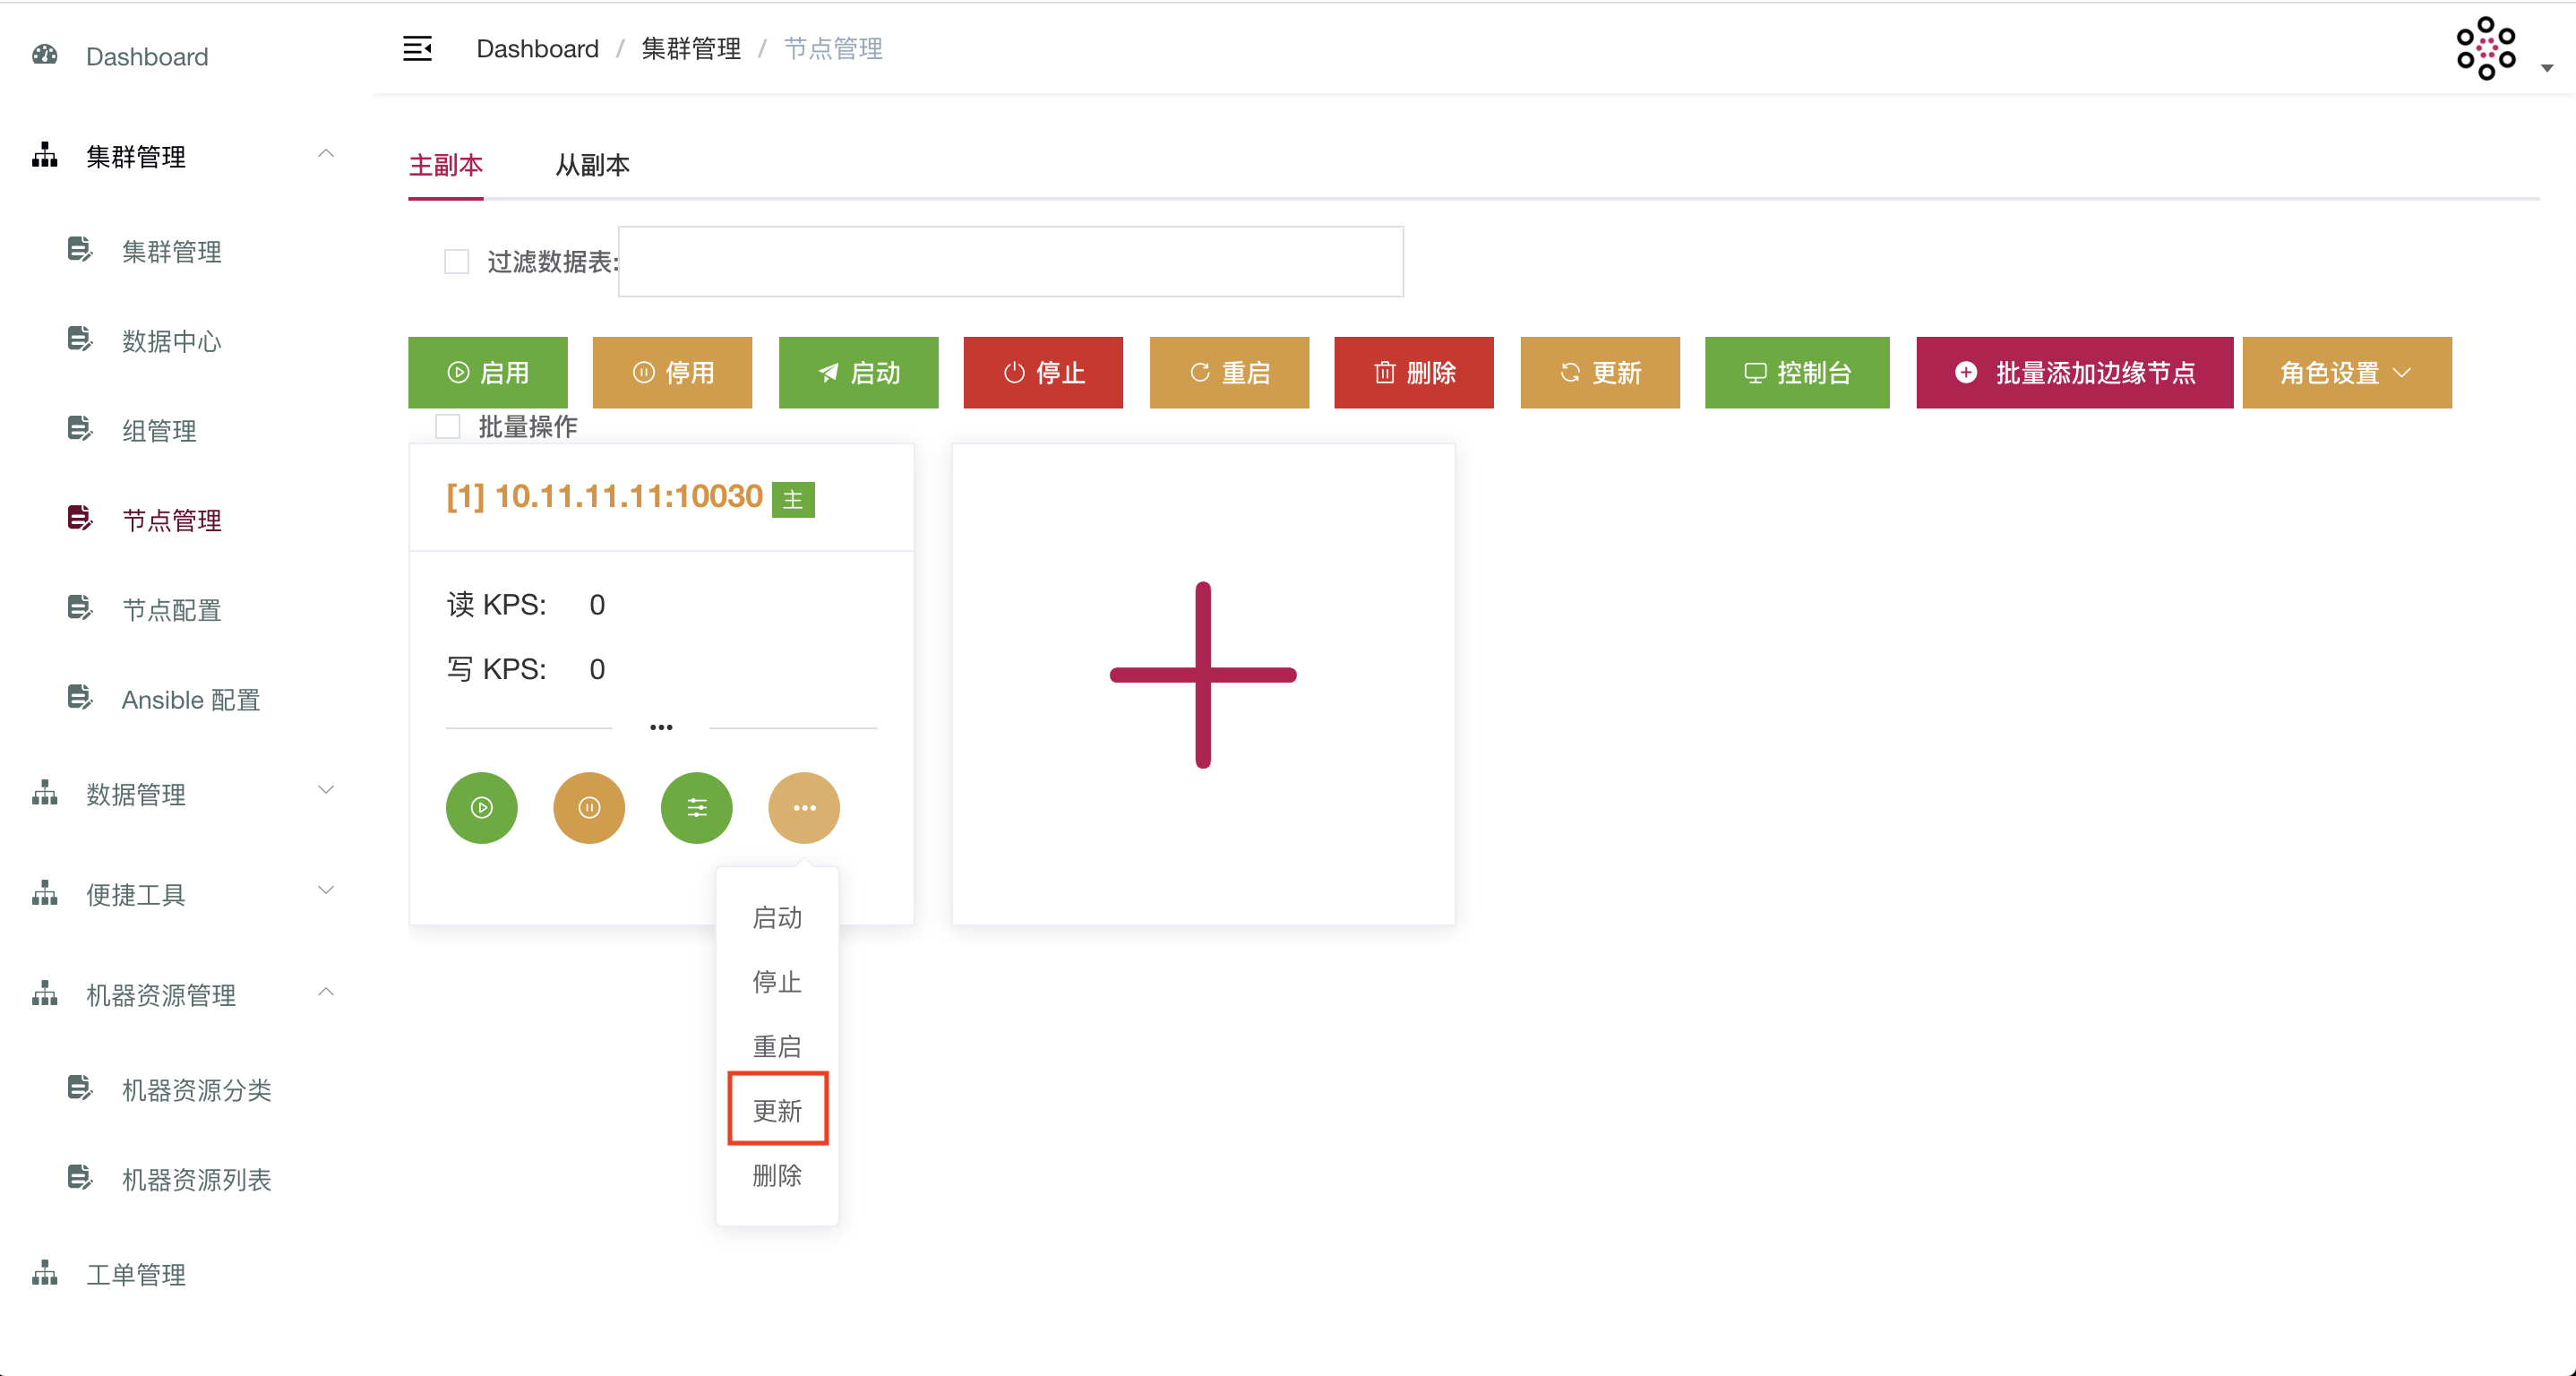 Dashboard
集群管理
集群管理
数据中心
组管理
节点管理
节点配置
Ansible 配置
数据管理
便捷工具
机器资源管理
机器资源分类
机器资源列表
工单管理
Dashboard / 集群管理 / 节点管理
主副本 从副本
过滤数据表:
启用 停用 启动 停止 重启 删除 更新 控制台 批量添加边缘节点 角色设置
批量操作
[1] 10.11.11.11:10030 主
读 KPS: 0
写 KPS: 0
启动
停止
重启
更新
删除